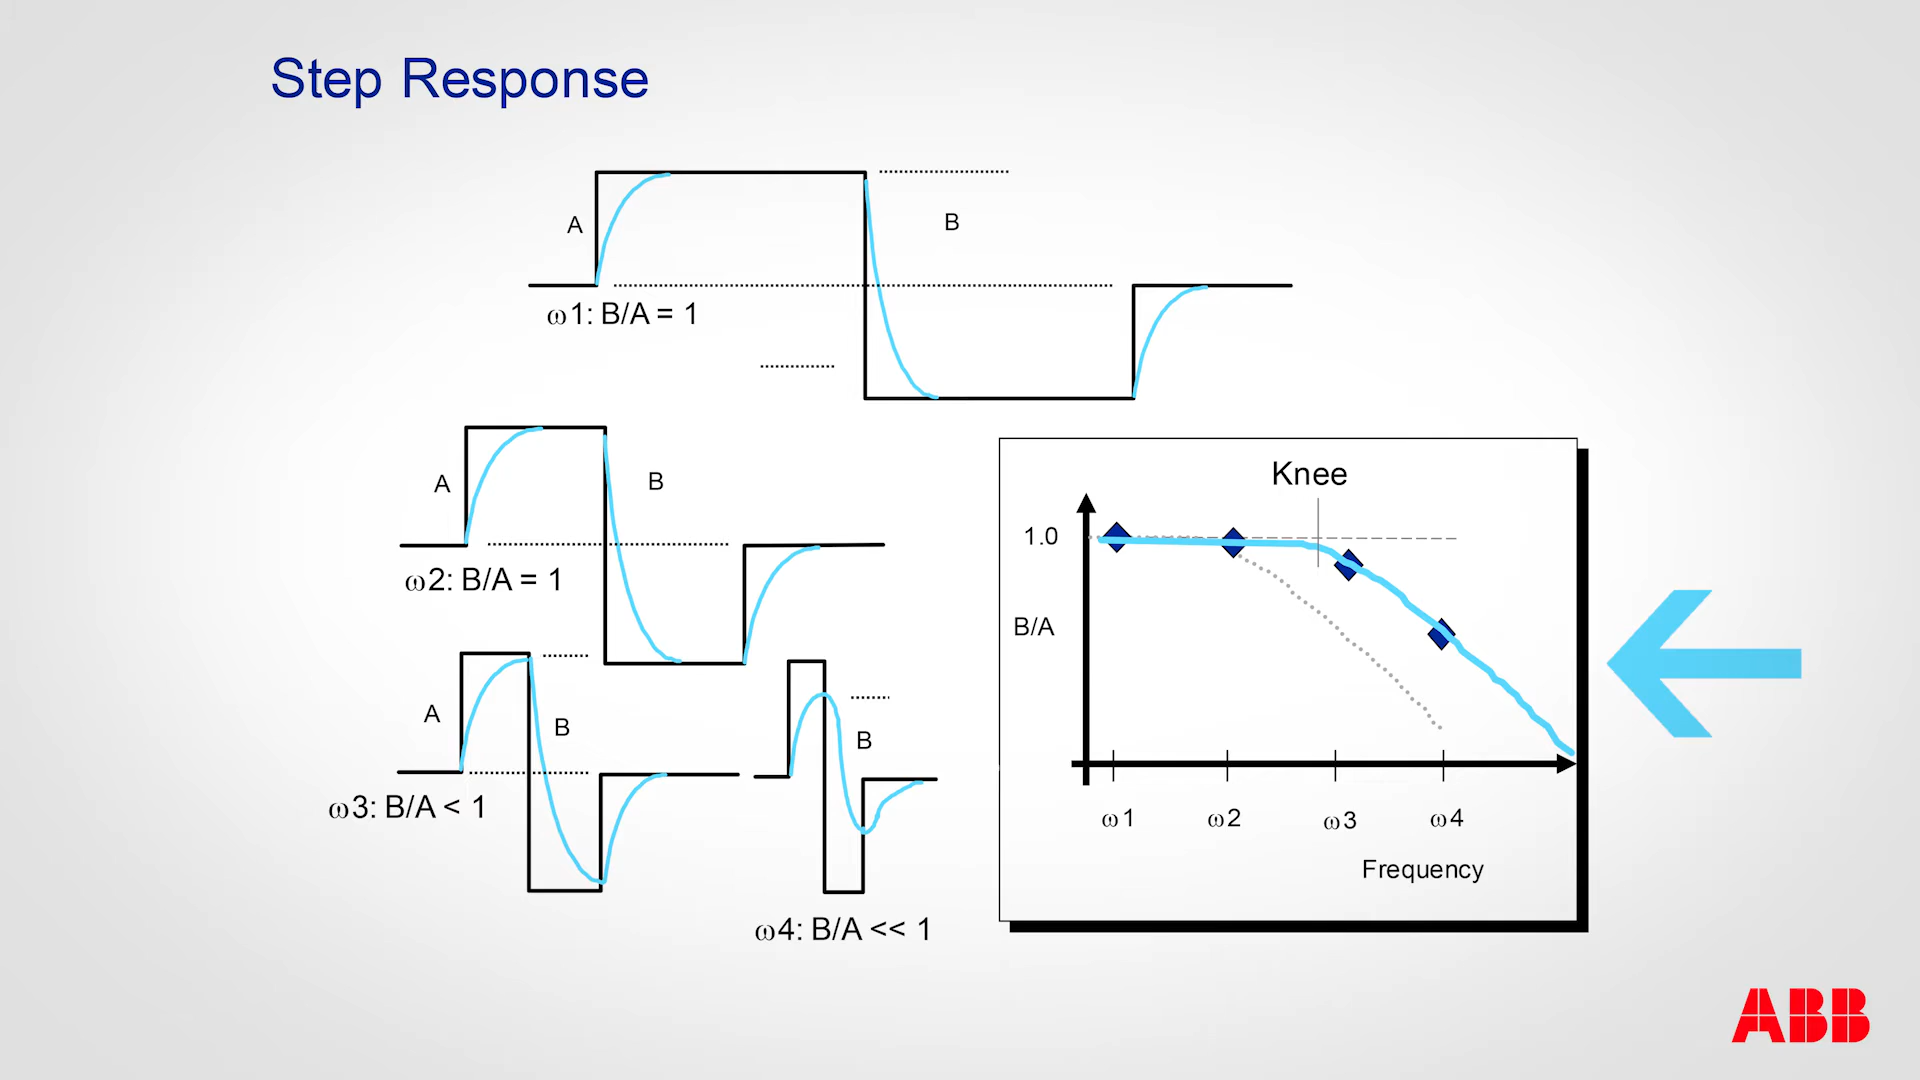 Step Response
A
B
ω1: B/A = 1
A
B
ω2: B/A = 1
A
B
ω3: B/A < 1
B
ω4: B/A << 1
Knee
1.0
B/A
ω1 ω2 ω3 ω4
Frequency
ABB